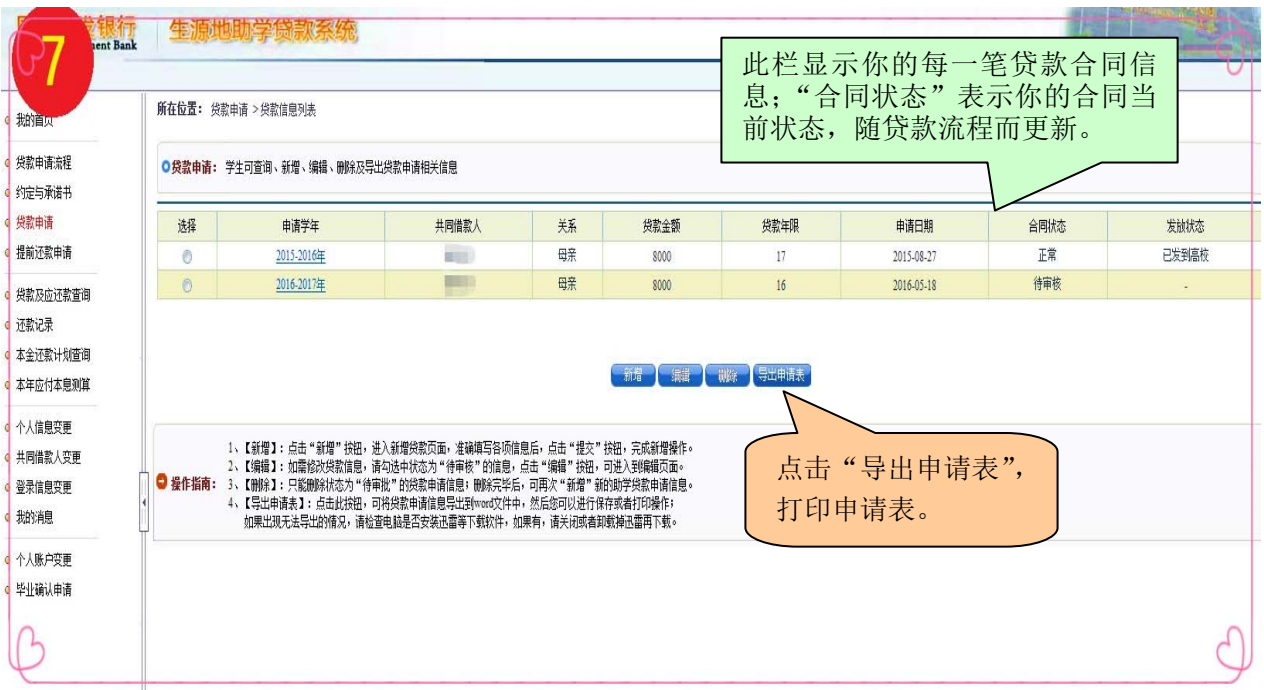 7
发银行
ment Bank
生源地助学贷款系统
此栏显示你的每一笔贷款合同信
息；“合同状态”表示你的合同当
前状态，随贷款流程而更新。
我的首页
贷款申请流程
约定与承诺书
贷款申请
提前还款申请
贷款及应还款查询
还款记录
本金还款计划查询
本年应付本息测算
个人信息变更
共同借款人变更
登录信息变更
我的消息
个人账户变更
毕业确认申请
所在位置： 贷款申请 >贷款信息列表
贷款申请： 学生可查询、新增、编辑、删除及导出贷款申请相关信息
选择 申请学年 共同借款人 关系 贷款金额 贷款年限 申请日期 合同状态 发放状态
2015-2016年 母亲 8000 17 2015-08-27 正常 已发到高校
2016-2017年 母亲 8000 16 2016-05-18 待审核 -
新增 编辑 删除 导出申请表
操作指南：
1、【新增】：点击“新增”按钮，进入新增贷款页面，准确填写各项信息后，点击“提交”按钮，完成新增操作。
2、【编辑】：如需修改贷款信息，请勾选中状态为“待审核”的信息，点击“编辑”按钮，可进入到编辑页面。
3、【删除】：只能删除状态为“待审批”的贷款申请信息；删除完毕后，可再次“新增”新的助学贷款申请信息。
4、【导出申请表】：点击此按钮，可将贷款申请信息导出到word文件中，然后您可以进行保存或者打印操作；
如果出现无法导出的情况，请检查电脑是否安装迅雷等下载软件，如果有，请关闭或者卸载掉迅雷再下载。
点击“导出申请表”，
打印申请表。